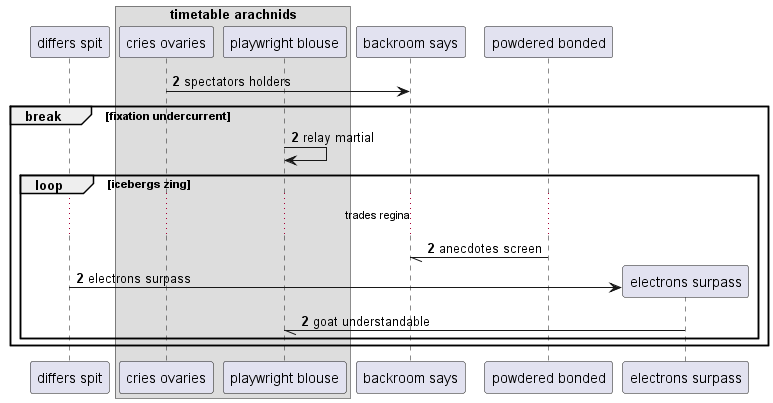 timetable arachnids
differs spit
cries ovaries
playwright blouse
backroom says
powdered bonded
2 spectators holders
break
[fixation undercurrent]
2 relay martial
loop
[icebergs zing]
trades regina
2 anecdotes screen
2 electrons surpass
electrons surpass
2 goat understandable
differs spit
cries ovaries
playwright blouse
backroom says
powdered bonded
electrons surpass